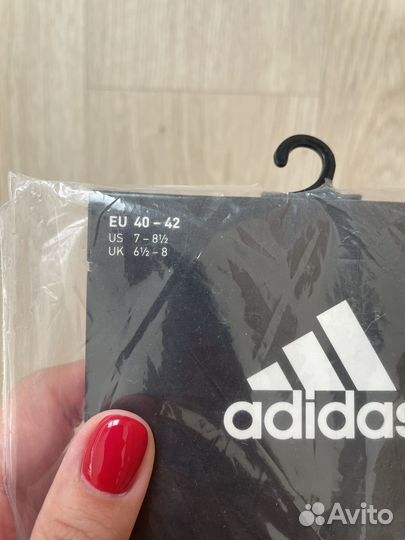 EU 40 – 42
US 7 – 8½
UK 6½ – 8
adidas
Avito